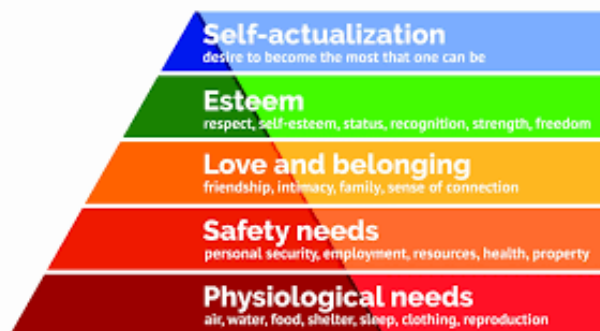 Self-actualization
desire to become the most that one can be
Esteem
respect, self-esteem, status, recognition, strength, freedom
Love and belonging
friendship, intimacy, family, sense of connection
Safety needs
personal security, employment, resources, health, property
Physiological needs
air, water, food, shelter, sleep, clothing, reproduction